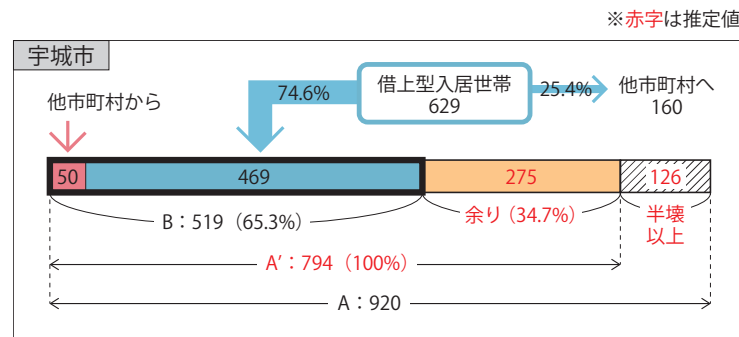 ※赤字は推定値
宇城市
他市町村から
74.6%
借上型入居世帯
629
25.4%
他市町村へ
160
50
469
275
126
B：519（65.3%）
余り（34.7%）
半壊
以上
A’：794（100%）
A：920